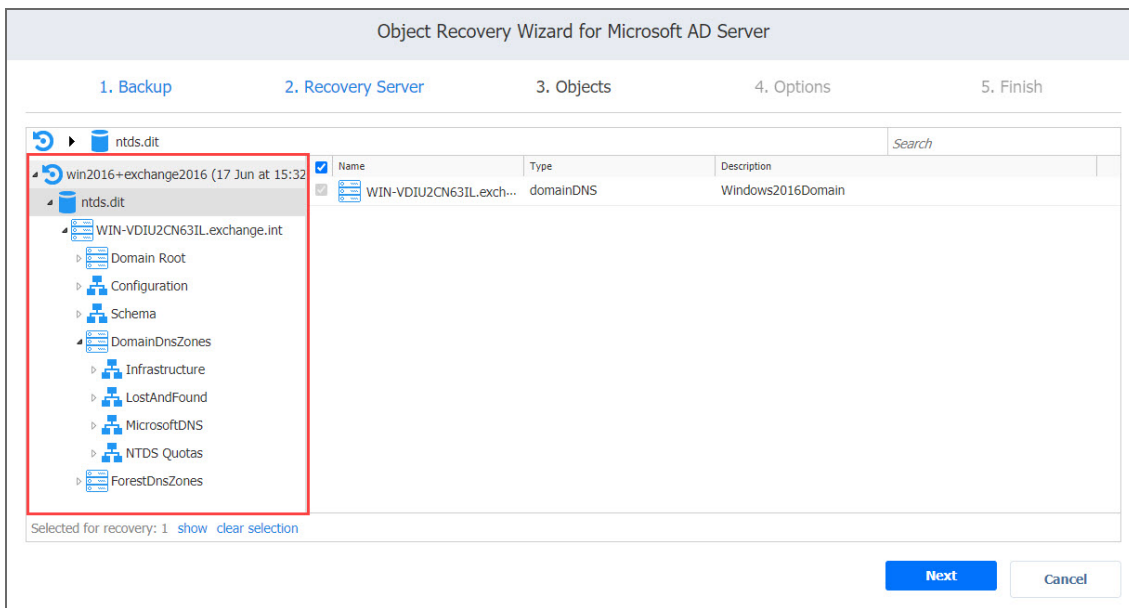 Object Recovery Wizard for Microsoft AD Server
1. Backup 2. Recovery Server 3. Objects 4. Options 5. Finish
ntds.dit Search
win2016+exchange2016 (17 Jun at 15:32 Name Type Description
WIN-VDIU2CN63IL.exch... domainDNS Windows2016Domain
ntds.dit
WIN-VDIU2CN63IL.exchange.int
Domain Root
Configuration
Schema
DomainDnsZones
Infrastructure
LostAndFound
MicrosoftDNS
NTDS Quotas
ForestDnsZones
Selected for recovery: 1 show clear selection
Next Cancel